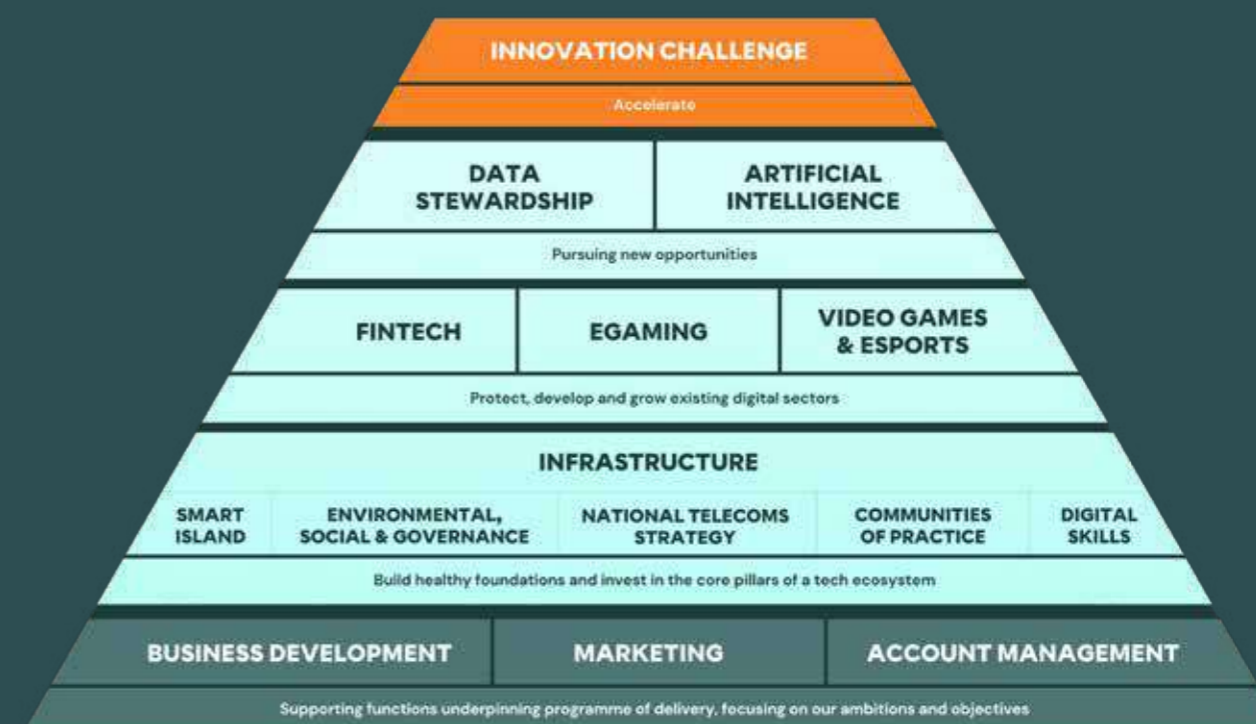 INNOVATION CHALLENGE
Accelerate
DATA
STEWARDSHIP
ARTIFICIAL
INTELLIGENCE
Pursuing new opportunities
FINTECH
EGAMING
VIDEO GAMES
& ESPORTS
Protect, develop and grow existing digital sectors
INFRASTRUCTURE
SMART
ISLAND
ENVIRONMENTAL,
SOCIAL & GOVERNANCE
NATIONAL TELECOMS
STRATEGY
COMMUNITIES
OF PRACTICE
DIGITAL
SKILLS
Build healthy foundations and invest in the core pillars of a tech ecosystem
BUSINESS DEVELOPMENT
MARKETING
ACCOUNT MANAGEMENT
Supporting functions underpinning programme of delivery, focusing on our ambitions and objectives